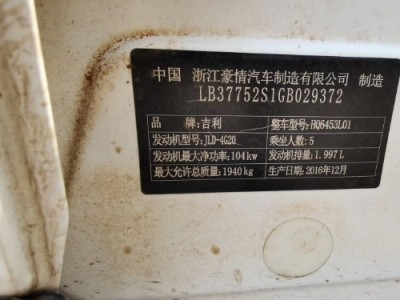 中国 浙江豪情汽车制造有限公司 制造
LB37752S1GB029372
品牌：吉利 整车型号：HQ6453L01
发动机型号：JLD-4G20 乘坐人数：5
发动机最大净功率：104kw 发动机排量：1.997L
最大允许总质量：1940kg 生产日期：2016年12月